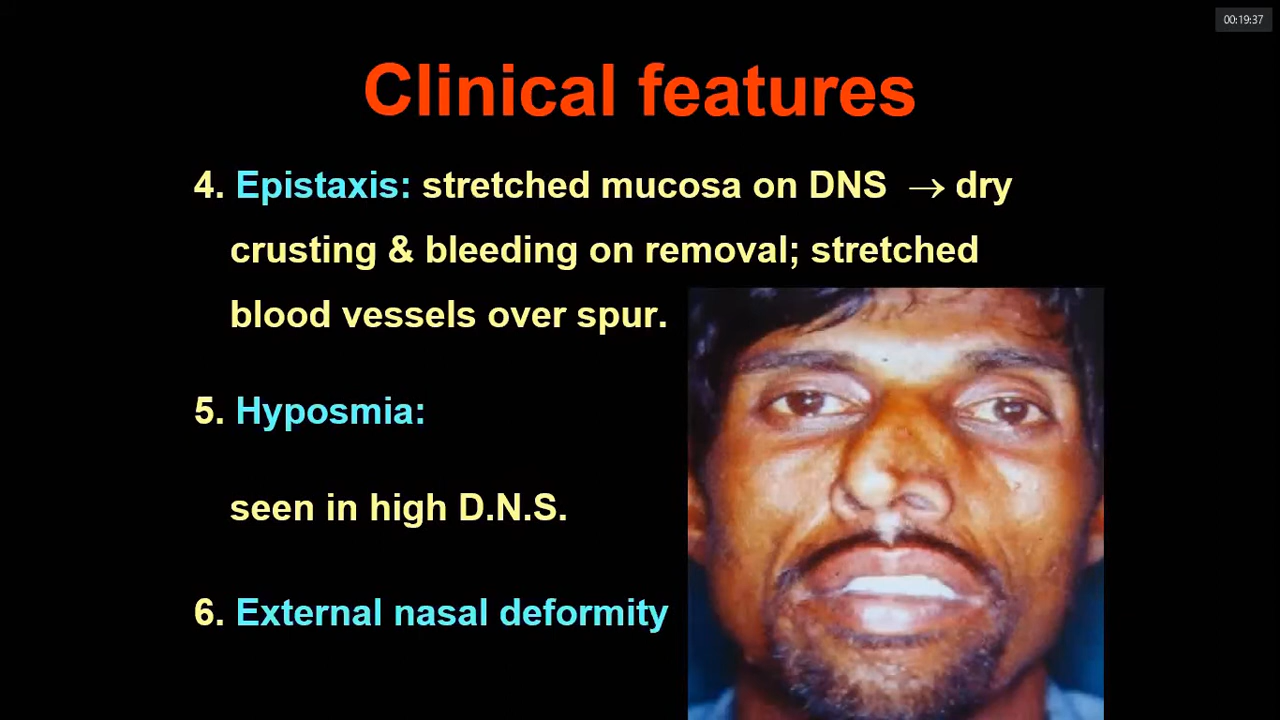 00:19:37
Clinical features
4. Epistaxis: stretched mucosa on DNS → dry
crusting & bleeding on removal; stretched
blood vessels over spur.
5. Hyposmia:
seen in high D.N.S.
6. External nasal deformity